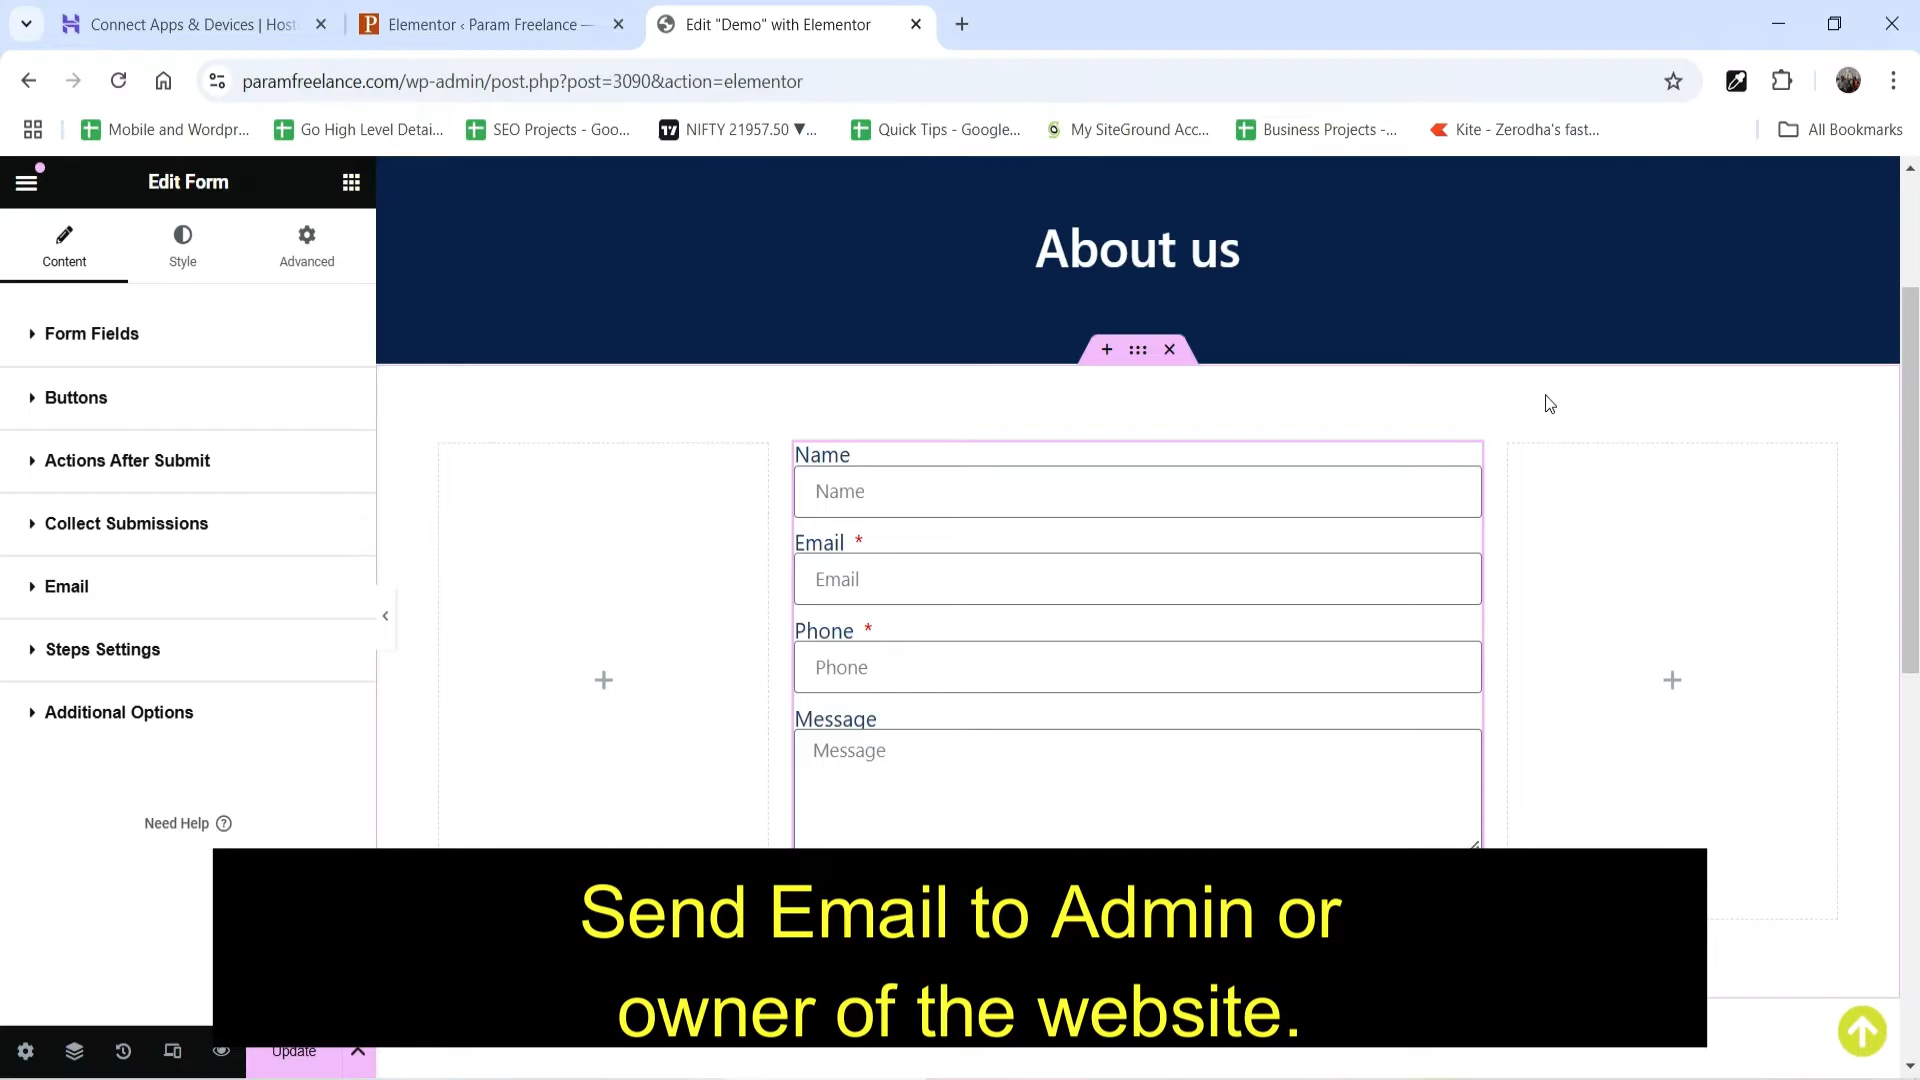 Connect Apps & Devices | Host
Elementor ‹ Param Freelance —
Edit "Demo" with Elementor
paramfreelance.com/wp-admin/post.php?post=3090&action=elementor
Mobile and Wordpr...
Go High Level Detai...
SEO Projects - Goo...
NIFTY 21957.50 ▼...
Quick Tips - Google...
My SiteGround Acc...
Business Projects -...
Kite - Zerodha's fast...
All Bookmarks
Edit Form
Content
Style
Advanced
Form Fields
Buttons
Actions After Submit
Collect Submissions
Email
Steps Settings
Additional Options
Need Help
Update
About us
Name
Name
Email *
Email
Phone *
Phone
Message
Message
Send Email to Admin or
owner of the website.